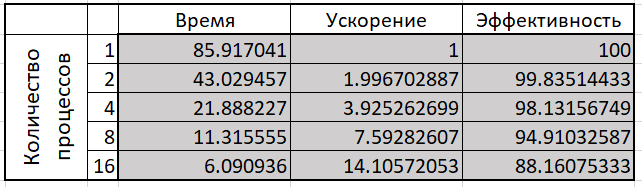 Время Ускорение Эффективность
Количество процессов
1 85.917041 1 100
2 43.029457 1.996702887 99.83514433
4 21.888227 3.925262699 98.13156749
8 11.315555 7.59282607 94.91032587
16 6.090936 14.10572053 88.16075333